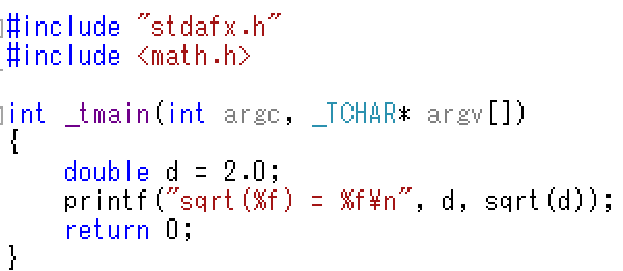 #include "stdafx.h"
#include <math.h>
int _tmain(int argc, _TCHAR* argv[])
{
double d = 2.0;
printf("sqrt(%f) = %f¥n", d, sqrt(d));
return 0;
}